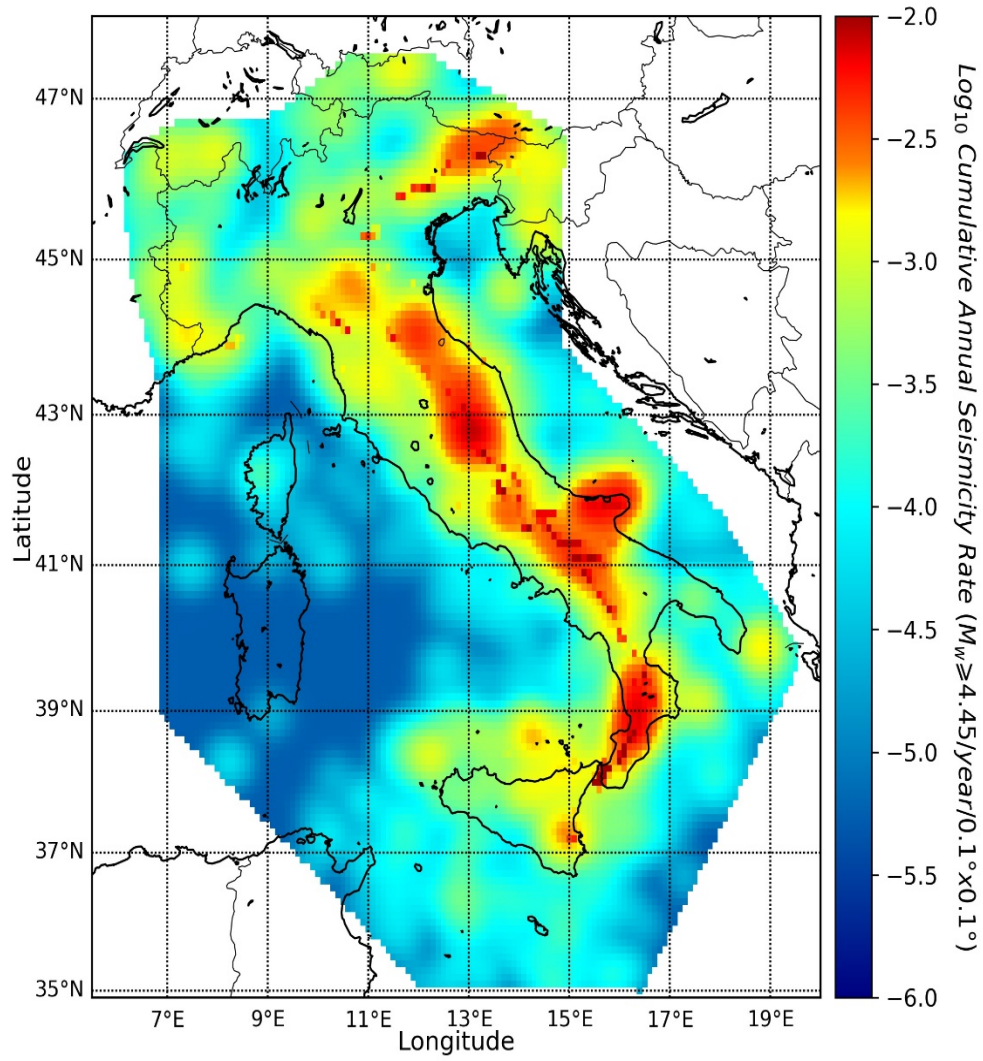 47°N
45°N
43°N
41°N
39°N
37°N
35°N
Latitude
7°E 9°E 11°E 13°E 15°E 17°E 19°E
Longitude
−2.0
−2.5
−3.0
−3.5
−4.0
−4.5
−5.0
−5.5
−6.0
Log₁₀ Cumulative Annual Seismicity Rate (M_w⩾4.45/year/0.1°x0.1°)